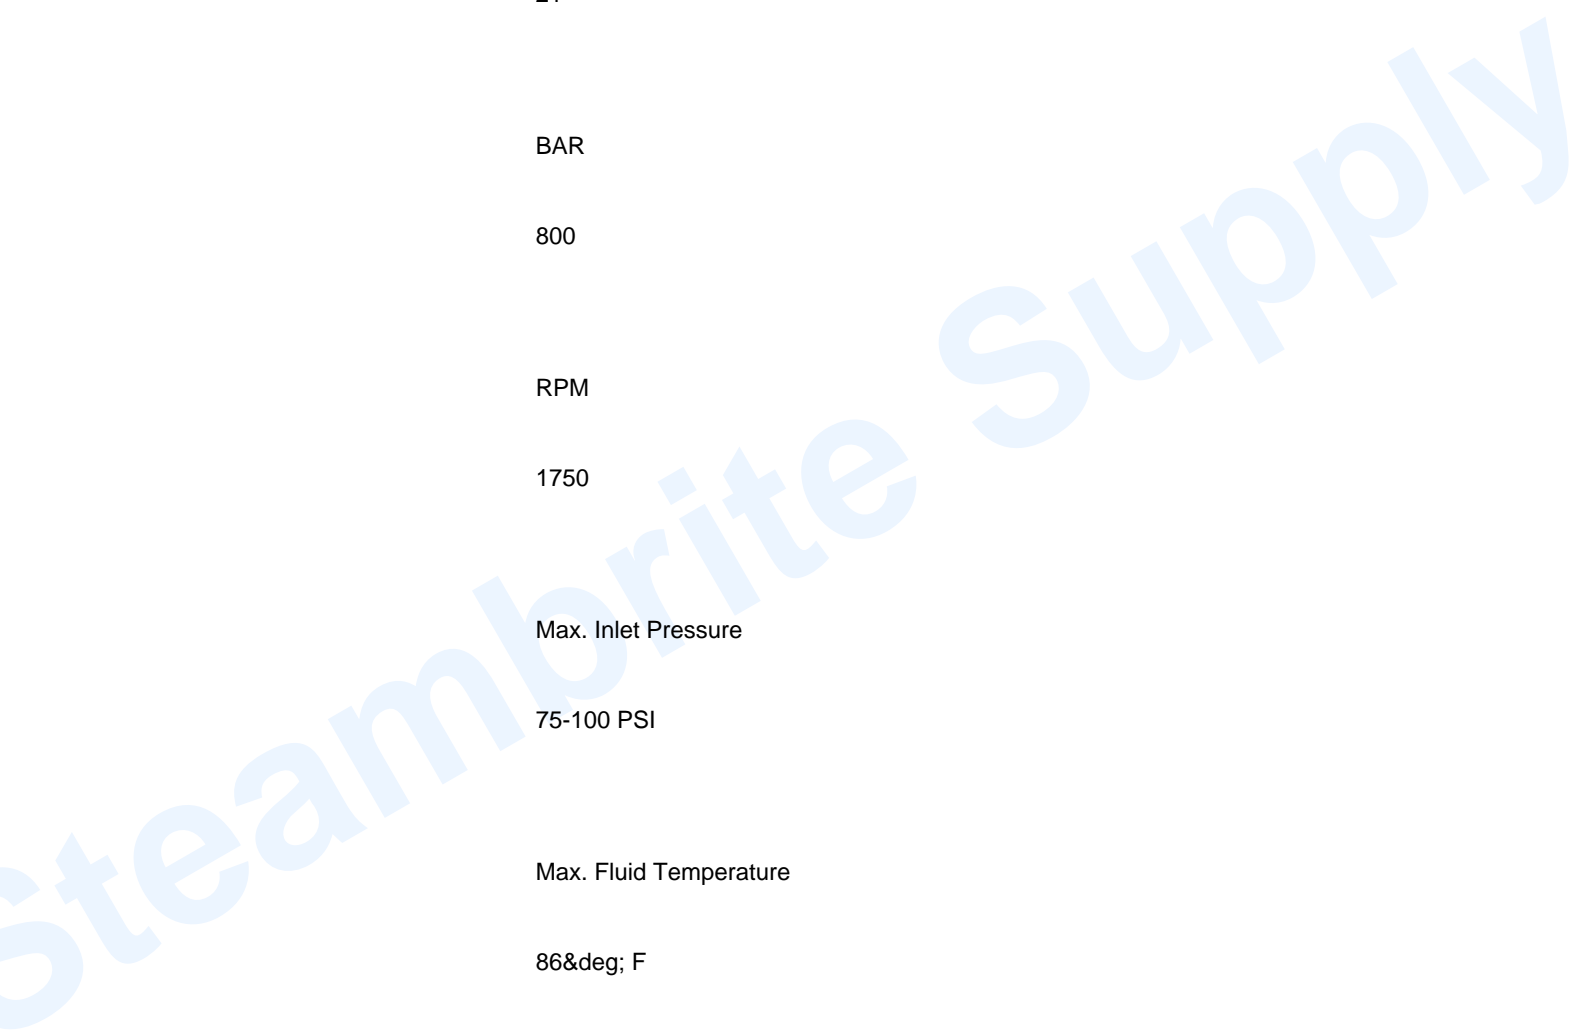 BAR
800
RPM
1750
Max. Inlet Pressure
75-100 PSI
Max. Fluid Temperature
86&deg; F
Steambrite Supply